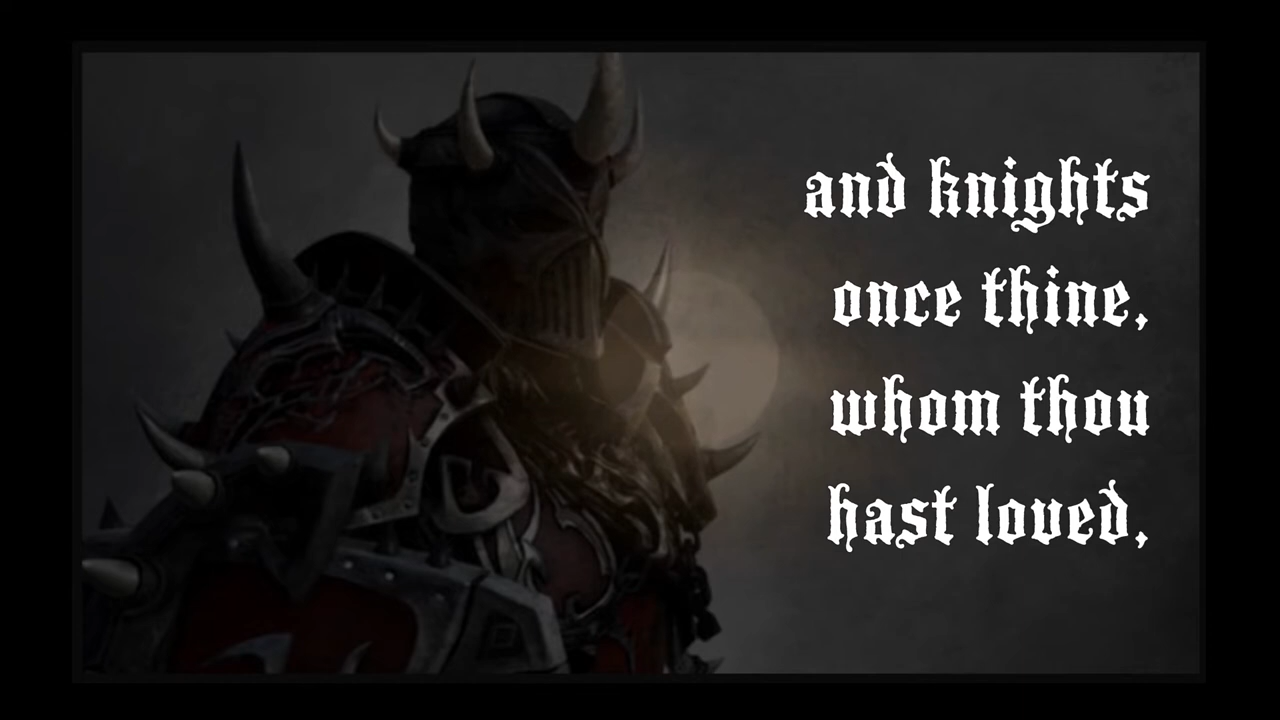 and knights
once thine,
whom thou
hast loved,